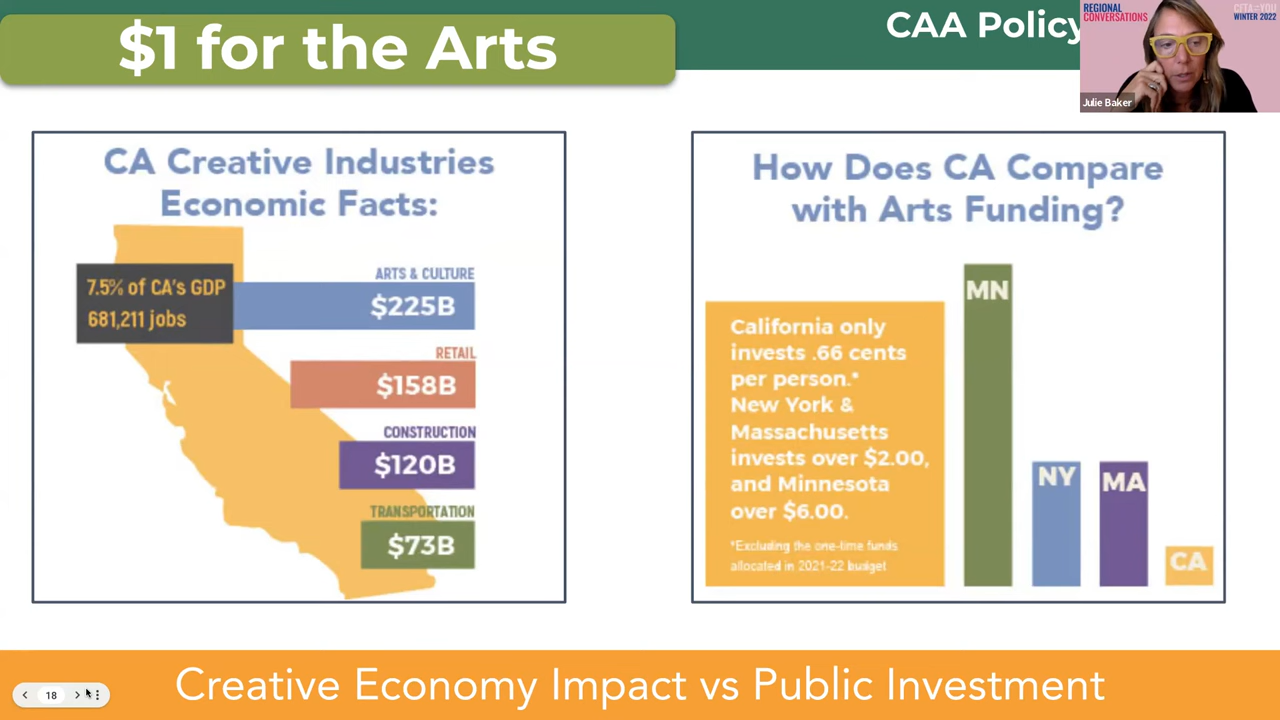 $1 for the Arts
CAA Policy
REGIONAL
CONVERSATIONS
WINTER 2022
Julie Baker
CA Creative Industries
Economic Facts:
7.5% of CA's GDP
681,211 jobs
ARTS & CULTURE
$225B
RETAIL
$158B
CONSTRUCTION
$120B
TRANSPORTATION
$73B
How Does CA Compare
with Arts Funding?
California only
invests .66 cents
per person.*
New York &
Massachusetts
invests over $2.00,
and Minnesota
over $6.00.
*Excluding the one-time funds
allocated in 2021-22 budget
MN
NY
MA
CA
Creative Economy Impact vs Public Investment
18